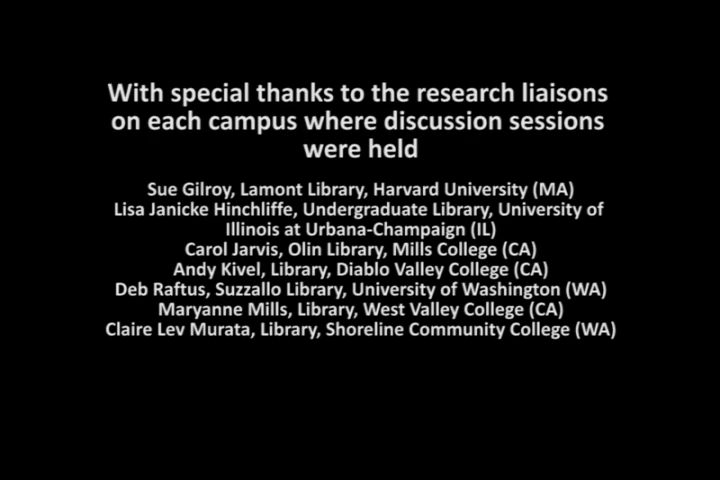 With special thanks to the research liaisons
on each campus where discussion sessions
were held
Sue Gilroy, Lamont Library, Harvard University (MA)
Lisa Janicke Hinchliffe, Undergraduate Library, University of
Illinois at Urbana-Champaign (IL)
Carol Jarvis, Olin Library, Mills College (CA)
Andy Kivel, Library, Diablo Valley College (CA)
Deb Raftus, Suzzallo Library, University of Washington (WA)
Maryanne Mills, Library, West Valley College (CA)
Claire Lev Murata, Library, Shoreline Community College (WA)